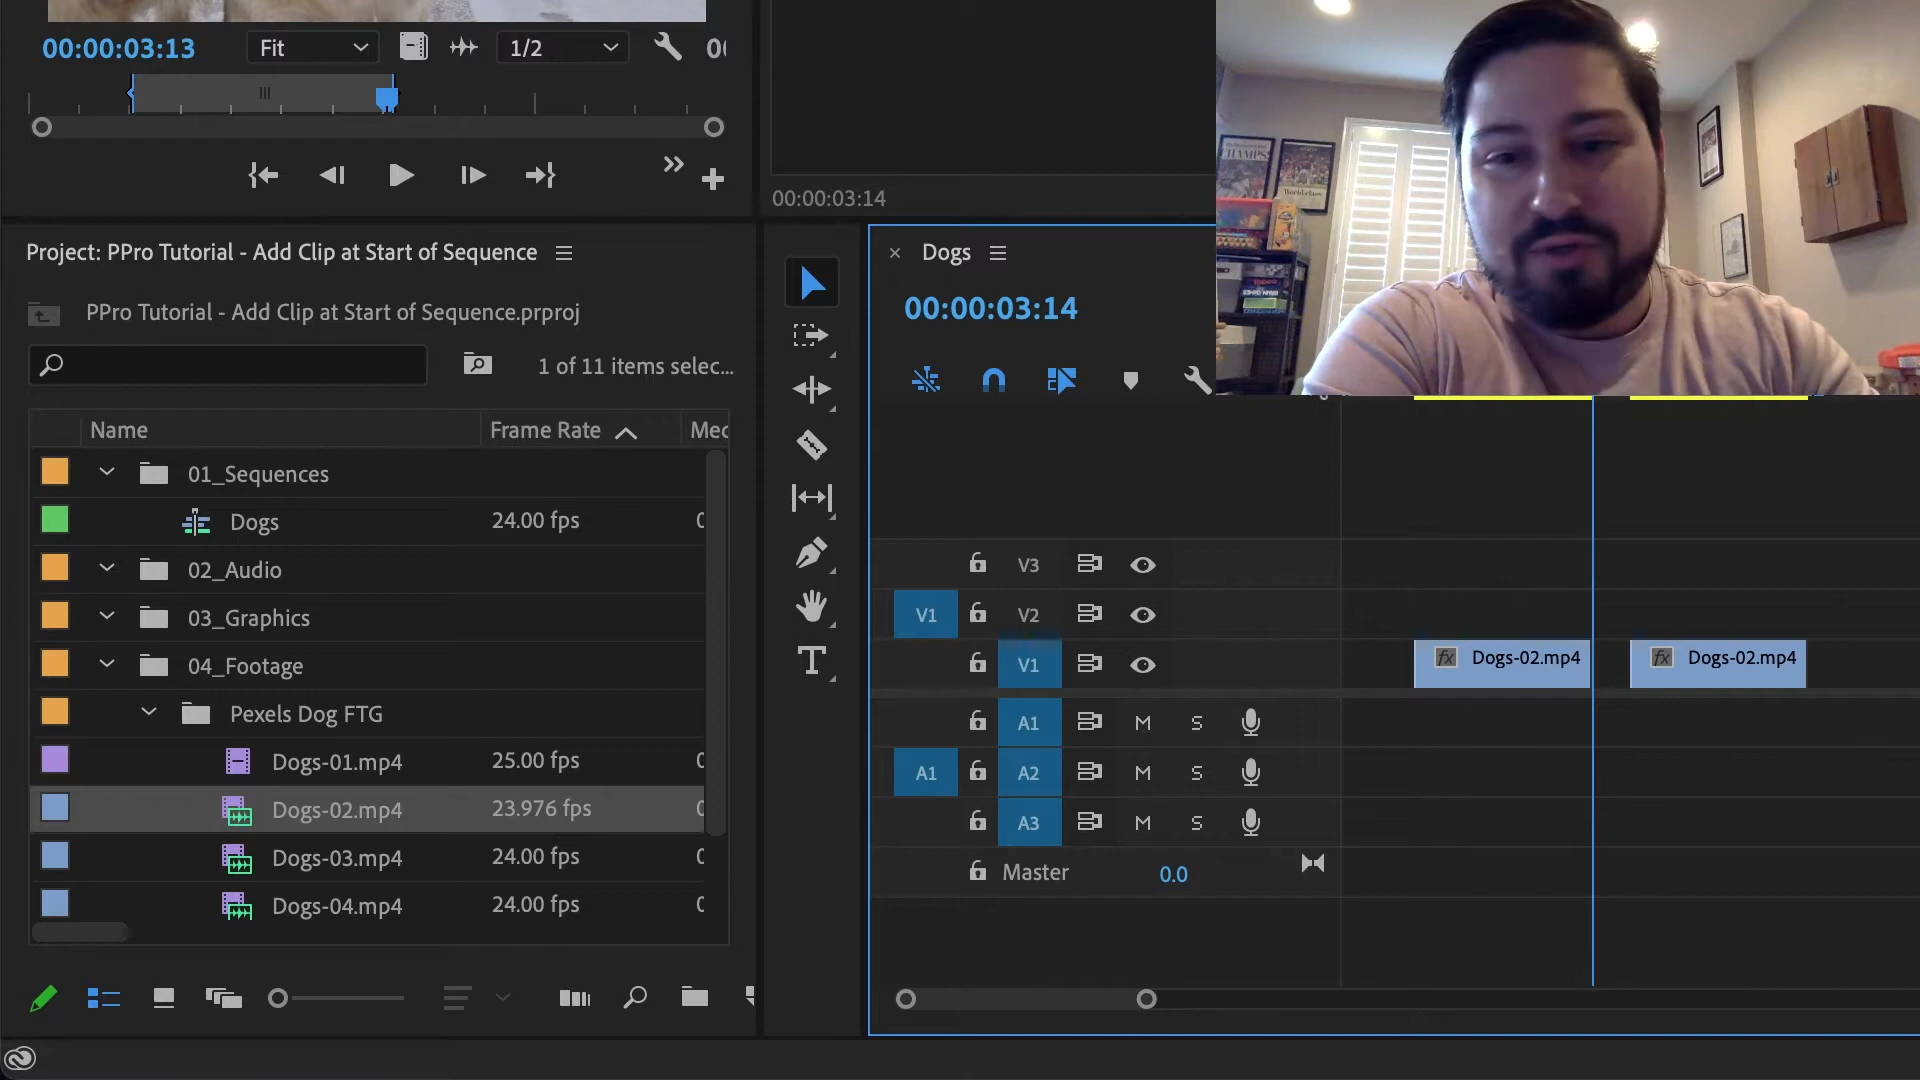 00:00:03:13
Fit
1/2
00:00:03:14
Project: PPro Tutorial - Add Clip at Start of Sequence
PPro Tutorial - Add Clip at Start of Sequence.prproj
1 of 11 items selec...
Name
Frame Rate
01_Sequences
Dogs
24.00 fps
02_Audio
03_Graphics
04_Footage
Pexels Dog FTG
Dogs-01.mp4
25.00 fps
Dogs-02.mp4
23.976 fps
Dogs-03.mp4
24.00 fps
Dogs-04.mp4
24.00 fps
T
Dogs
00:00:03:14
V3
V1
V2
V1
fx Dogs-02.mp4
fx Dogs-02.mp4
A1
M
S
A1
A2
M
S
A3
M
S
Master
0.0
CHAMPS!